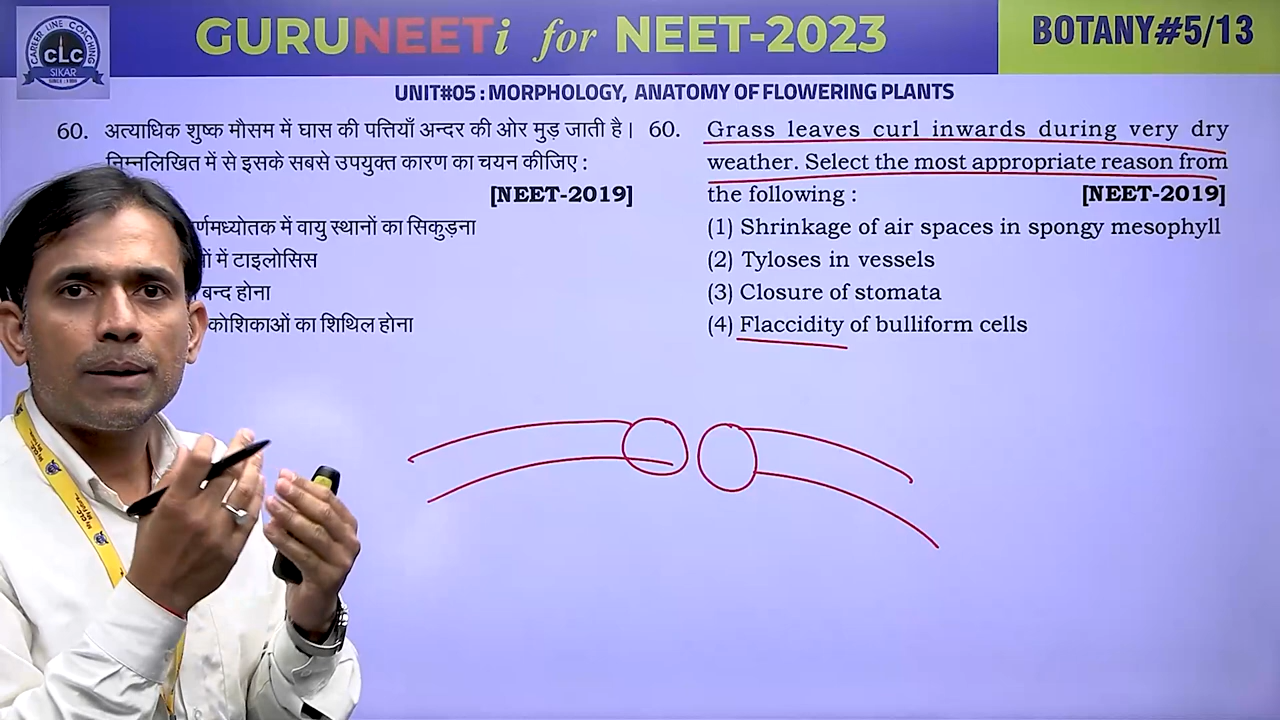 CAREER LINE COACHING
CLC
SIKAR
SINCE : 1996
GURUNEETi for NEET-2023
BOTANY#5/13
UNIT#05 : MORPHOLOGY, ANATOMY OF FLOWERING PLANTS
60. अत्याधिक शुष्क मौसम में घास की पत्तियाँ अन्दर की ओर मुड़ जाती है।
निम्नलिखित में से इसके सबसे उपयुक्त कारण का चयन कीजिए :
[NEET-2019]
में वायु स्थानों का सिकुड़ना
में टाइलोसिस
बन्द होना
कोशिकाओं का शिथिल होना
60. Grass leaves curl inwards during very dry
weather. Select the most appropriate reason from
the following : [NEET-2019]
(1) Shrinkage of air spaces in spongy mesophyll
(2) Tyloses in vessels
(3) Closure of stomata
(4) Flaccidity of bulliform cells